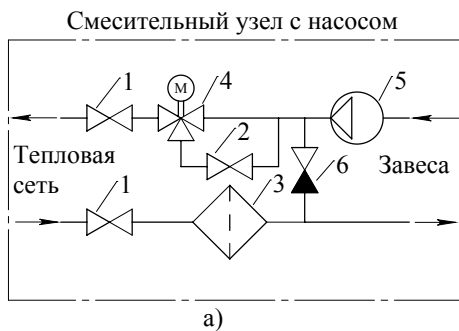 Смесительный узел с насосом
М
1
4
5
2
Тепловая
сеть
6
Завеса
1
3
а)